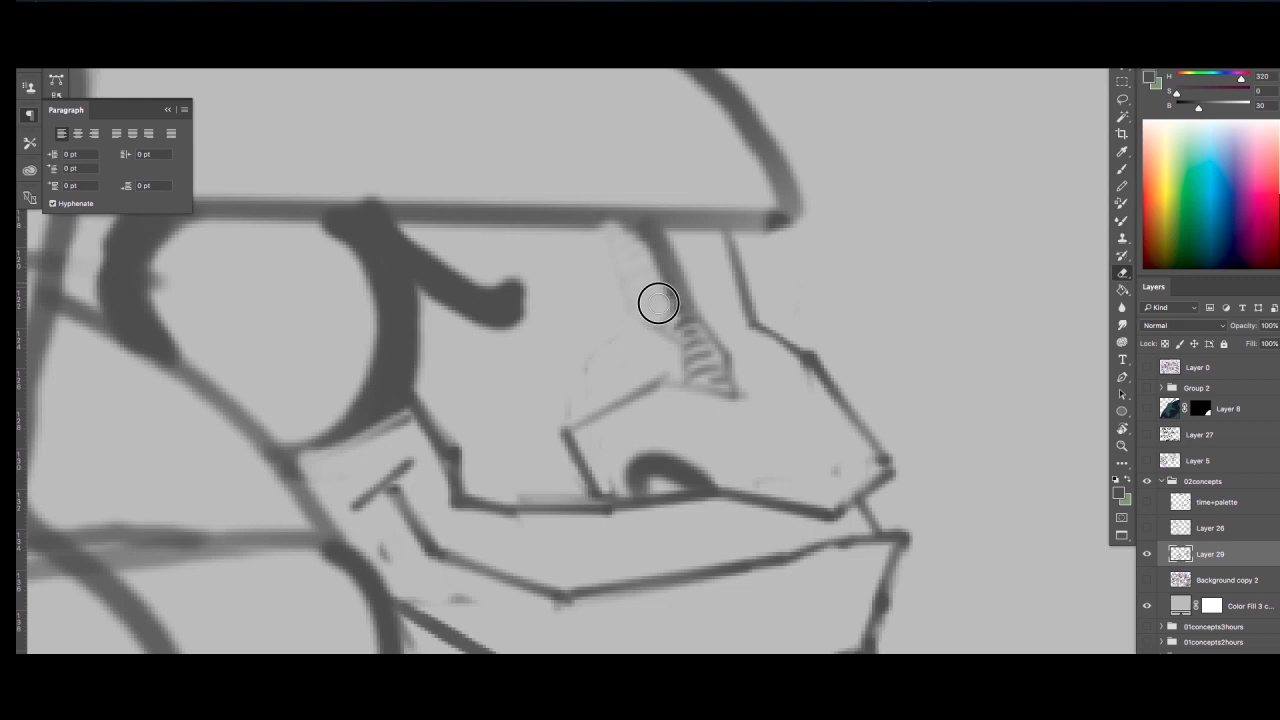 Paragraph
0 pt 0 pt
0 pt
0 pt 0 pt
Hyphenate
H 320
S 0
B 30
Layers
Kind
Normal Opacity: 100%
Lock: Fill: 100%
Layer 0
Group 2
Layer 8
Layer 27
Layer 5
02concepts
time+palette
Layer 26
Layer 29
Background copy 2
Color Fill 3 c...
01concepts3hours
01concepts2hours